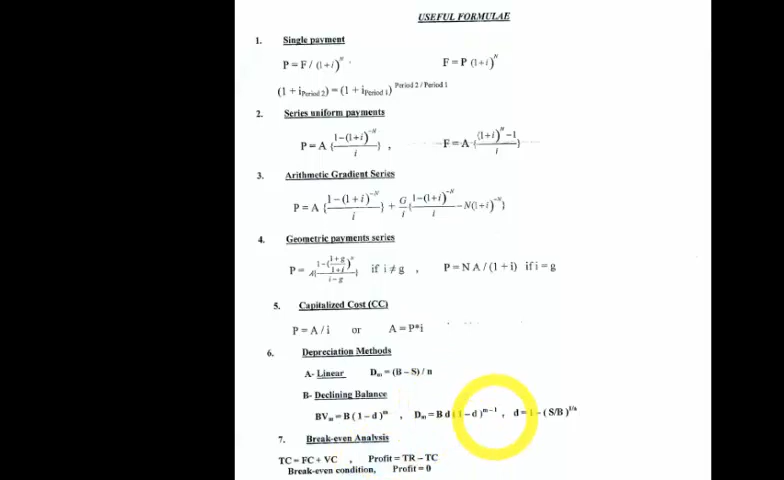 USEFUL FORMULAE
1. Single payment
P = F / (1+i)^N F = P (1+i)^N
(1 + i_Period 2) = (1 + i_Period 1)^Period 2 / Period 1
2. Series uniform payments
P = A {(1-(1+i)^-N)/i} , F = A {((1+i)^N -1)/i}
3. Arithmetic Gradient Series
P = A {(1-(1+i)^-N)/i} + G/i {(1-(1+i)^-N)/i - N(1+i)^-N}
4. Geometric payments series
P = A{(1-((1+g)/(1+i))^n)/(i-g)} if i ≠ g , P = N A / (1 + i) if i = g
5. Capitalized Cost (CC)
P = A / i or A = P*i
6. Depreciation Methods
A- Linear D_m = (B – S) / n
B- Declining Balance
BV_m = B ( 1 – d )^m , D_m = B d ( 1 – d )^m-1 , d = 1 – ( S/B )^1/n
7. Break-even Analysis
TC = FC + VC , Profit = TR – TC
Break-even condition, Profit = 0